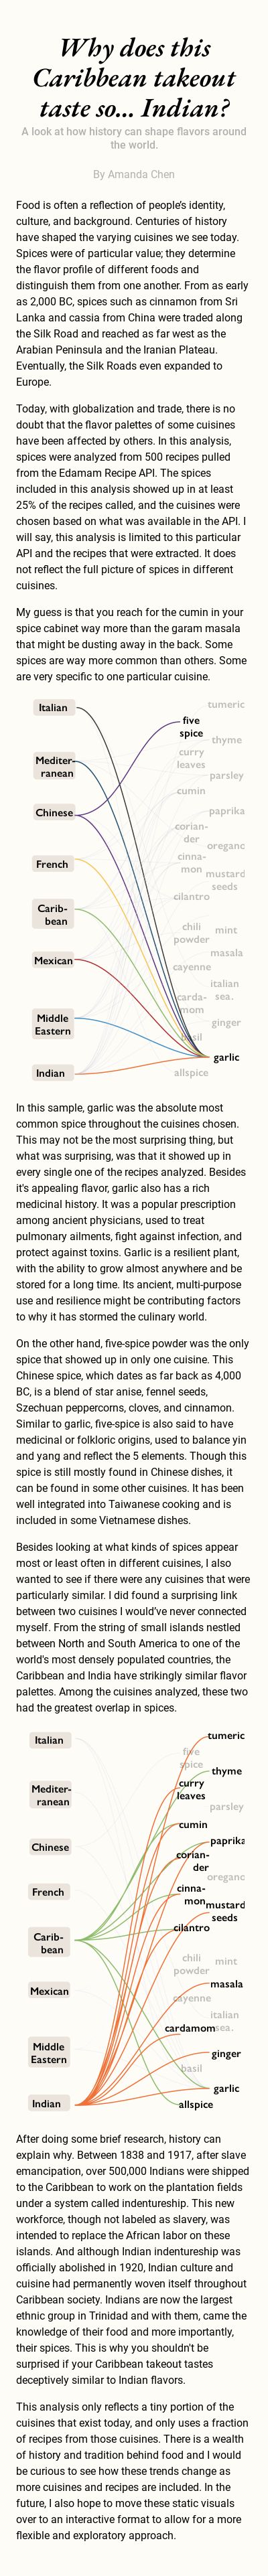 Why does this
Caribbean takeout
taste so... Indian?
A look at how history can shape flavors around
the world.
By Amanda Chen
Food is often a reflection of people's identity,
culture, and background. Centuries of history
have shaped the varying cuisines we see today.
Spices were of particular value; they determine
the flavor profile of different foods and
distinguish them from one another. From as early
as 2,000 BC, spices such as cinnamon from Sri
Lanka and cassia from China were traded along
the Silk Road and reached as far west as the
Arabian Peninsula and the Iranian Plateau.
Eventually, the Silk Roads even expanded to
Europe.
Today, with globalization and trade, there is no
doubt that the flavor palettes of some cuisines
have been affected by others. In this analysis,
spices were analyzed from 500 recipes pulled
from the Edamam Recipe API. The spices
included in this analysis showed up in at least
25% of the recipes called, and the cuisines were
chosen based on what was available in the API. I
will say, this analysis is limited to this particular
API and the recipes that were extracted. It does
not reflect the full picture of spices in different
cuisines.
My guess is that you reach for the cumin in your
spice cabinet way more than the garam masala
that might be dusting away in the back. Some
spices are way more common than others. Some
are very specific to one particular cuisine.
Italian
Mediter-
ranean
Chinese
French
Carib-
bean
Mexican
Middle
Eastern
Indian
tumeric
five
spice
thyme
curry
leaves
parsley
cumin
paprika
corian-
der
oregano
cinna-
mon
mustard
seeds
cilantro
chili
powder
mint
masala
cayenne
italian
sea.
carda-
mom
ginger
basil
garlic
allspice
In this sample, garlic was the absolute most
common spice throughout the cuisines chosen.
This may not be the most surprising thing, but
what was surprising, was that it showed up in
every single one of the recipes analyzed. Besides
it's appealing flavor, garlic also has a rich
medicinal history. It was a popular prescription
among ancient physicians, used to treat
pulmonary ailments, fight against infection, and
protect against toxins. Garlic is a resilient plant,
with the ability to grow almost anywhere and be
stored for a long time. Its ancient, multi-purpose
use and resilience might be contributing factors
to why it has stormed the culinary world.
On the other hand, five-spice powder was the only
spice that showed up in only one cuisine. This
Chinese spice, which dates as far back as 4,000
BC, is a blend of star anise, fennel seeds,
Szechuan peppercorns, cloves, and cinnamon.
Similar to garlic, five-spice is also said to have
medicinal or folkloric origins, used to balance yin
and yang and reflect the 5 elements. Though this
spice is still mostly found in Chinese dishes, it
can be found in some other cuisines. It has been
well integrated into Taiwanese cooking and is
included in some Vietnamese dishes.
Besides looking at what kinds of spices appear
most or least often in different cuisines, I also
wanted to see if there were any cuisines that were
particularly similar. I did found a surprising link
between two cuisines I would've never connected
myself. From the string of small islands nestled
between North and South America to one of the
world's most densely populated countries, the
Caribbean and India have strikingly similar flavor
palettes. Among the cuisines analyzed, these two
had the greatest overlap in spices.
Italian
Mediter-
ranean
Chinese
French
Carib-
bean
Mexican
Middle
Eastern
Indian
tumeric
five
spice
thyme
curry
leaves
parsley
cumin
paprika
corian-
der
oregano
cinna-
mon
mustard
seeds
cilantro
chili
powder
mint
masala
cayenne
italian
sea.
cardamom
ginger
basil
garlic
allspice
After doing some brief research, history can
explain why. Between 1838 and 1917, after slave
emancipation, over 500,000 Indians were shipped
to the Caribbean to work on the plantation fields
under a system called indentureship. This new
workforce, though not labeled as slavery, was
intended to replace the African labor on these
islands. And although Indian indentureship was
officially abolished in 1920, Indian culture and
cuisine had permanently woven itself throughout
Caribbean society. Indians are now the largest
ethnic group in Trinidad and with them, came the
knowledge of their food and more importantly,
their spices. This is why you shouldn't be
surprised if your Caribbean takeout tastes
deceptively similar to Indian flavors.
This analysis only reflects a tiny portion of the
cuisines that exist today, and only uses a fraction
of recipes from those cuisines. There is a wealth
of history and tradition behind food and I would
be curious to see how these trends change as
more cuisines and recipes are included. In the
future, I also hope to move these static visuals
over to an interactive format to allow for a more
flexible and exploratory approach.